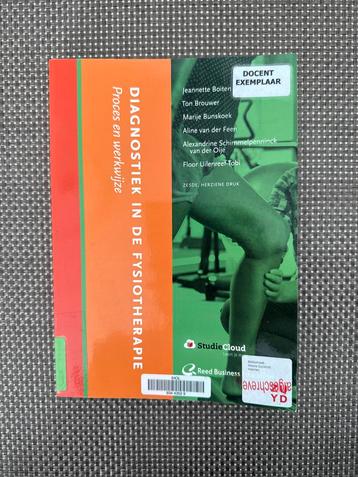 DIAGNOSTIEK IN DE FYSIOTHERAPIE
Proces en werkwijze
DOCENT
EXEMPLAAR
Jeannette Boiten
Ton Brouwer
Marije Bunskoek
Aline van der Feen
Alexandrine Schimmelpenninck
van der Oije
Floor Uilenreef-Tobi
ZESDE, HERZIENE DRUK
StudieCloud
Reed Business
YD